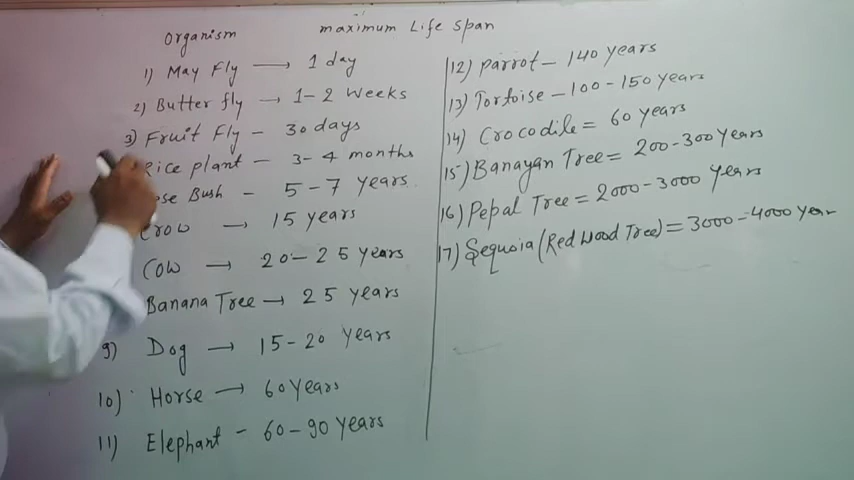 Organism maximum Life Span
1) May Fly → 1 day
2) Butter fly → 1-2 Weeks
3) Fruit Fly - 30 days
Rice plant - 3-4 months
ose Bush - 5-7 Years
Crow → 15 years
Cow → 20-25 years
Banana Tree → 25 years
9) Dog → 15-20 years
10) Horse → 60 Years
11) Elephant - 60-90 years
12) parrot - 140 years
13) Tortoise - 100-150 years
14) Crocodile = 60 years
15) Banayan Tree = 200-300 Years
16) Pepal Tree = 2000-3000 years
17) Sequoia (Red Wood Tree) = 3000-4000 year